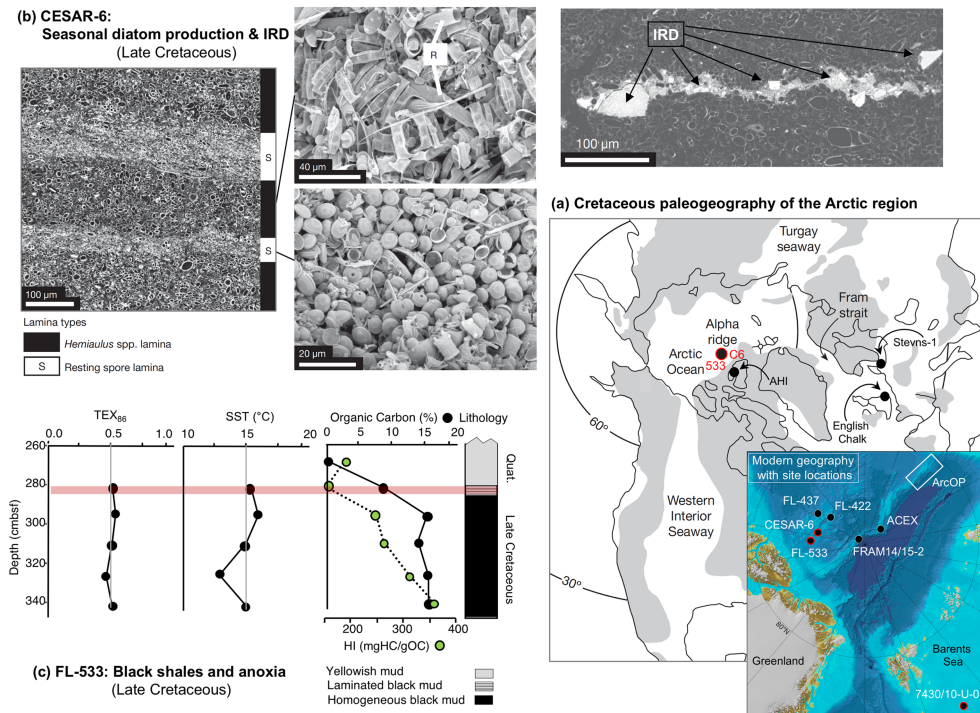 (b) CESAR-6:
Seasonal diatom production & IRD
(Late Cretaceous)
S
S
100 µm
Lamina types
Hemiaulus spp. lamina
S Resting spore lamina
R
40 µm
20 µm
IRD
100 µm
(a) Cretaceous paleogeography of the Arctic region
Turgay
seaway
Fram
strait
Stevns-1
Alpha
ridge
C6
Arctic
Ocean
533
AHI
60°
English
Chalk
Western
Interior
Seaway
30°
Modern geography
with site locations
ArcOP
FL-437
FL-422
CESAR-6
ACEX
FL-533
FRAM14/15-2
80°N
Greenland
Barents
Sea
7430/10-U-0
TEX86
0.0 0.5 1.0
SST (°C)
10 15 20
Organic Carbon (%)
0 5 10 15 20
Lithology
Depth (cmbsf)
260
280
300
320
340
Quat.
Late Cretaceous
200 300 400
HI (mgHC/gOC)
(c) FL-533: Black shales and anoxia
(Late Cretaceous)
Yellowish mud
Laminated black mud
Homogeneous black mud